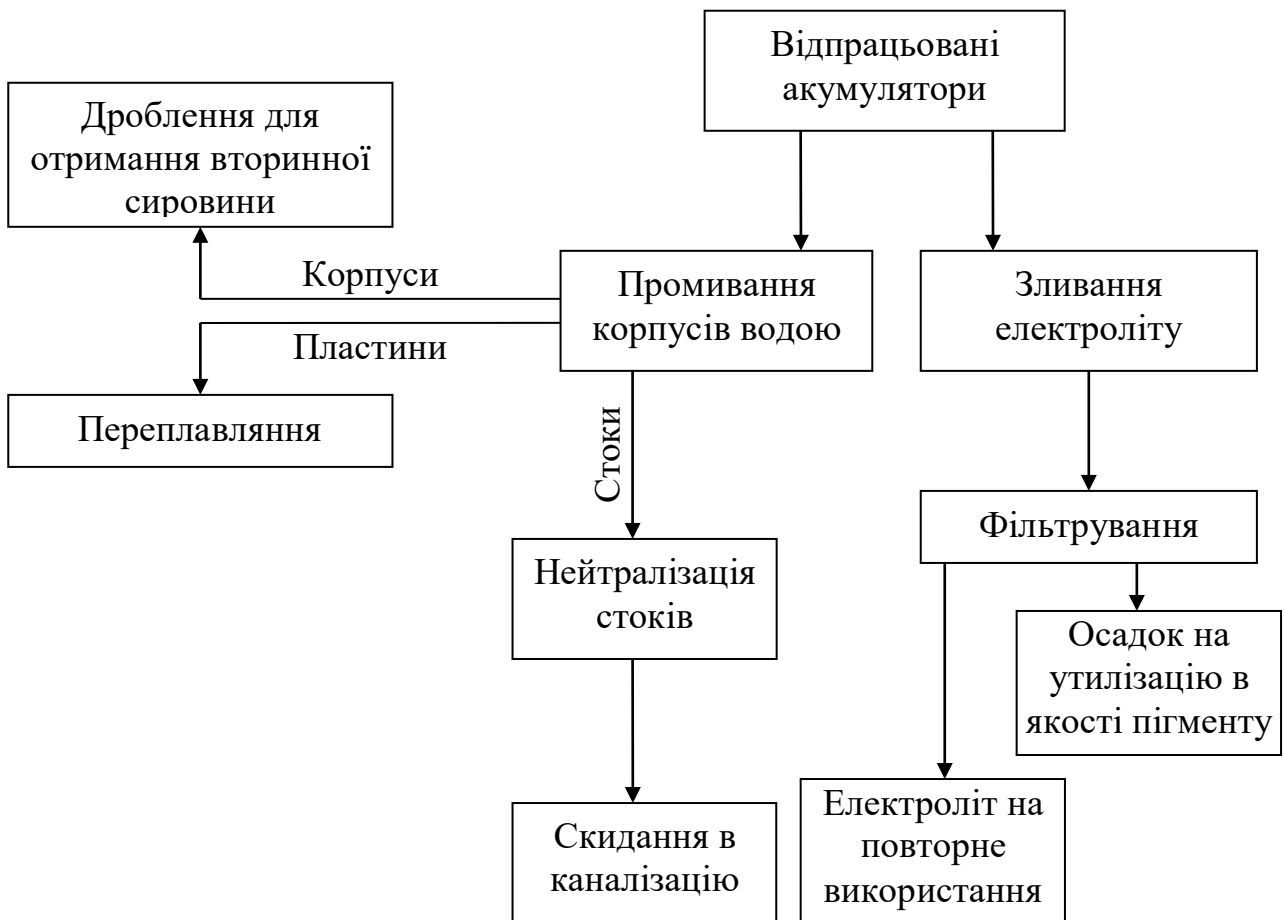 Відпрацьовані
акумулятори
Дроблення для
отримання вторинної
сировини
Корпуси
Промивання
корпусів водою
Зливання
електроліту
Пластини
Переплавляння
Стоки
Фільтрування
Нейтралізація
стоків
Осадок на
утилізацію в
якості пігменту
Скидання в
каналізацію
Електроліт на
повторне
використання